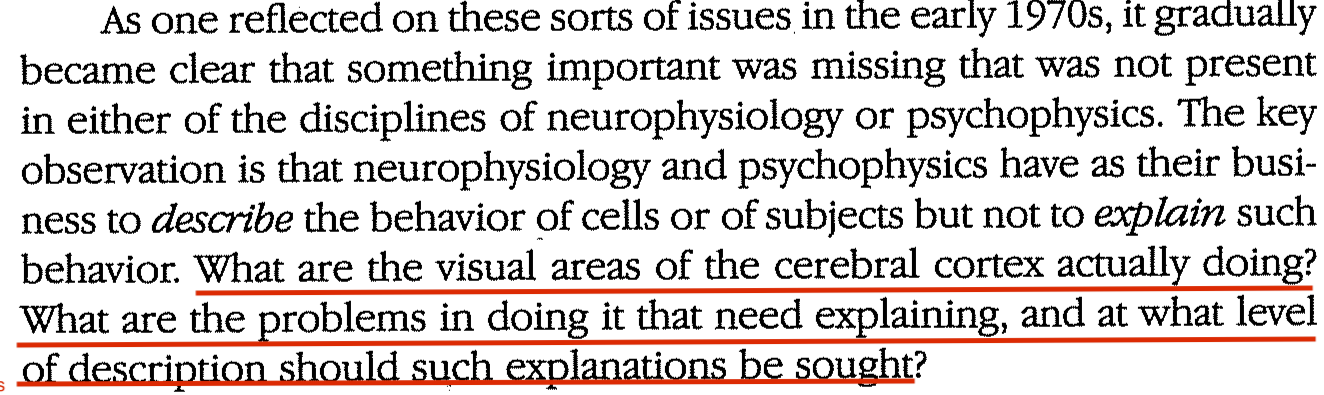 As one reflected on these sorts of issues in the early 1970s, it gradually
became clear that something important was missing that was not present
in either of the disciplines of neurophysiology or psychophysics. The key
observation is that neurophysiology and psychophysics have as their busi-
ness to describe the behavior of cells or of subjects but not to explain such
behavior. What are the visual areas of the cerebral cortex actually doing?
What are the problems in doing it that need explaining, and at what level
of description should such explanations be sought?
s